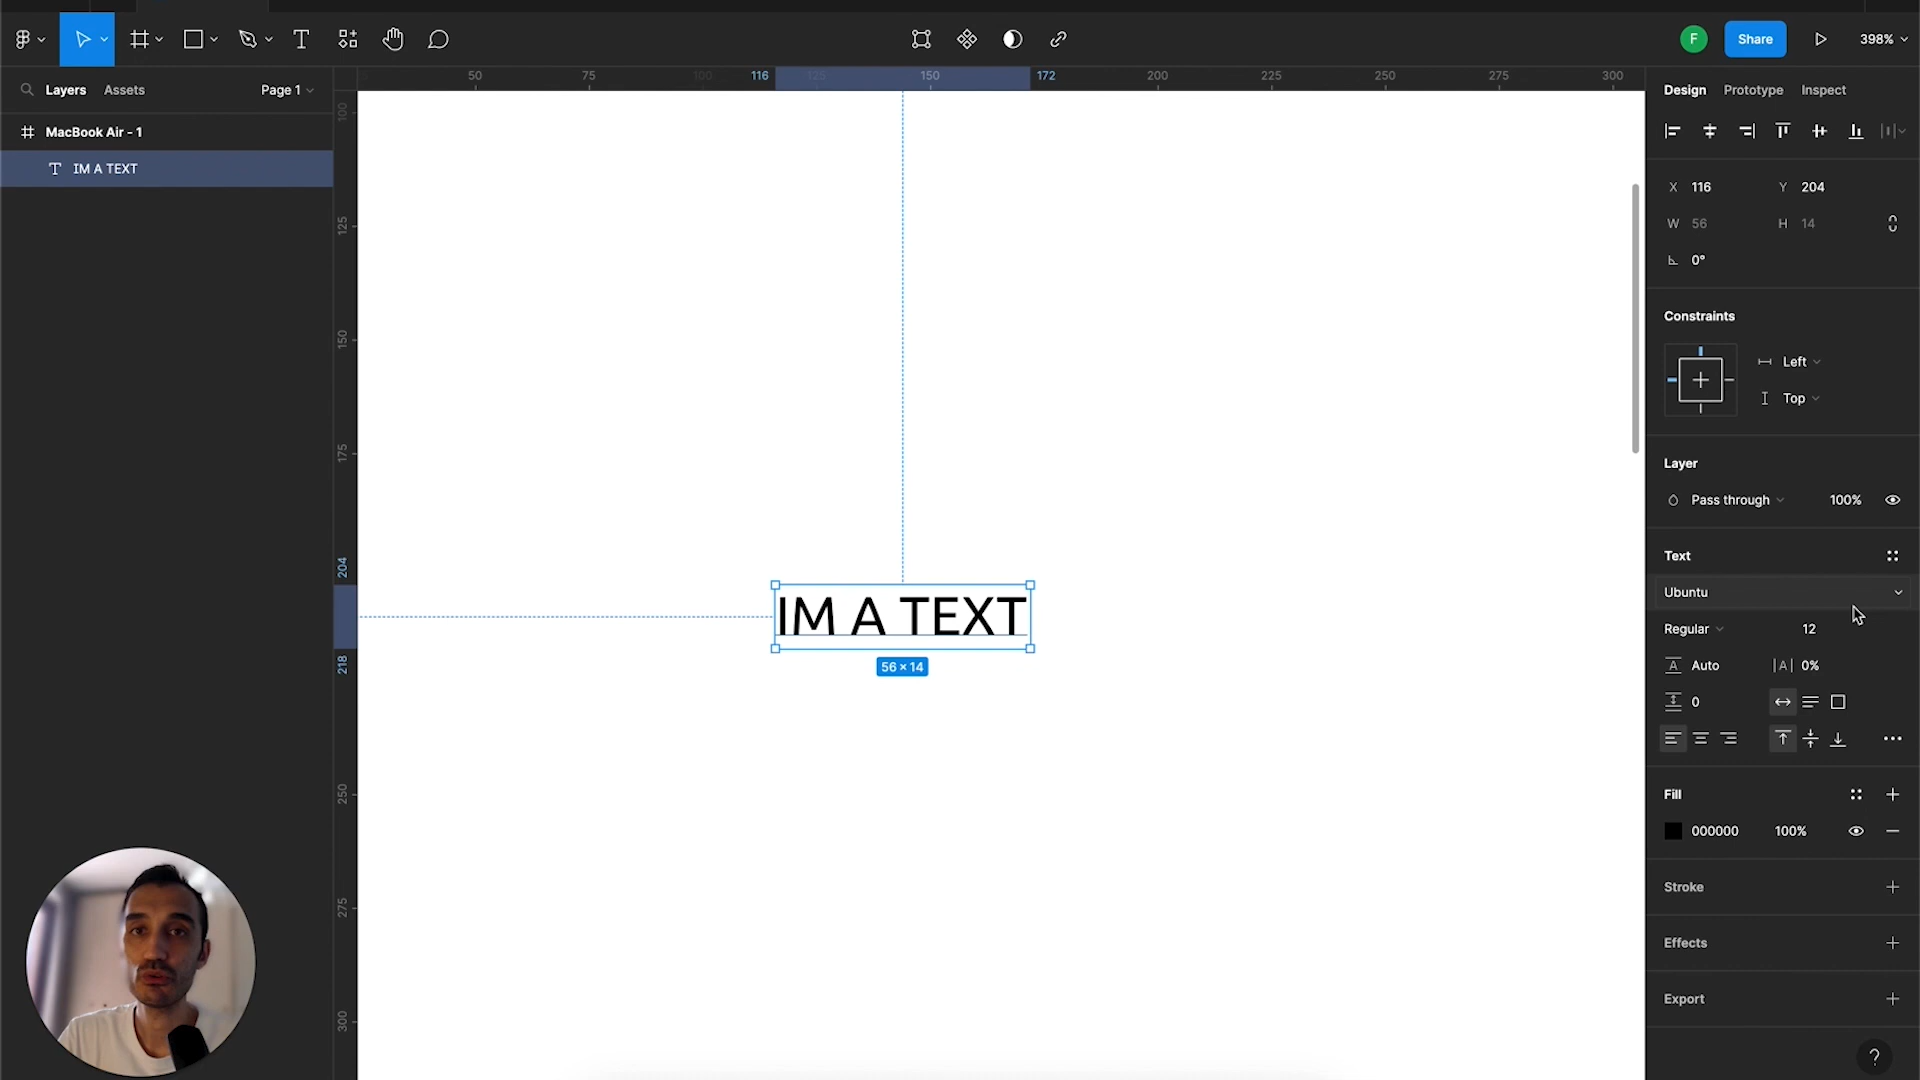 F
Share
398%
Layers
Assets
Page 1
50
75
100
116
125
150
172
200
225
250
275
300
Design
Prototype
Inspect
MacBook Air - 1
IM A TEXT
100
125
150
175
204
218
250
275
300
IM A TEXT
56 × 14
X 116
Y 204
W 56
H 14
0°
Constraints
Left
Top
Layer
Pass through
100%
Text
Ubuntu
Regular
12
A Auto
|A| 0%
0
Fill
000000
100%
Stroke
Effects
Export
?